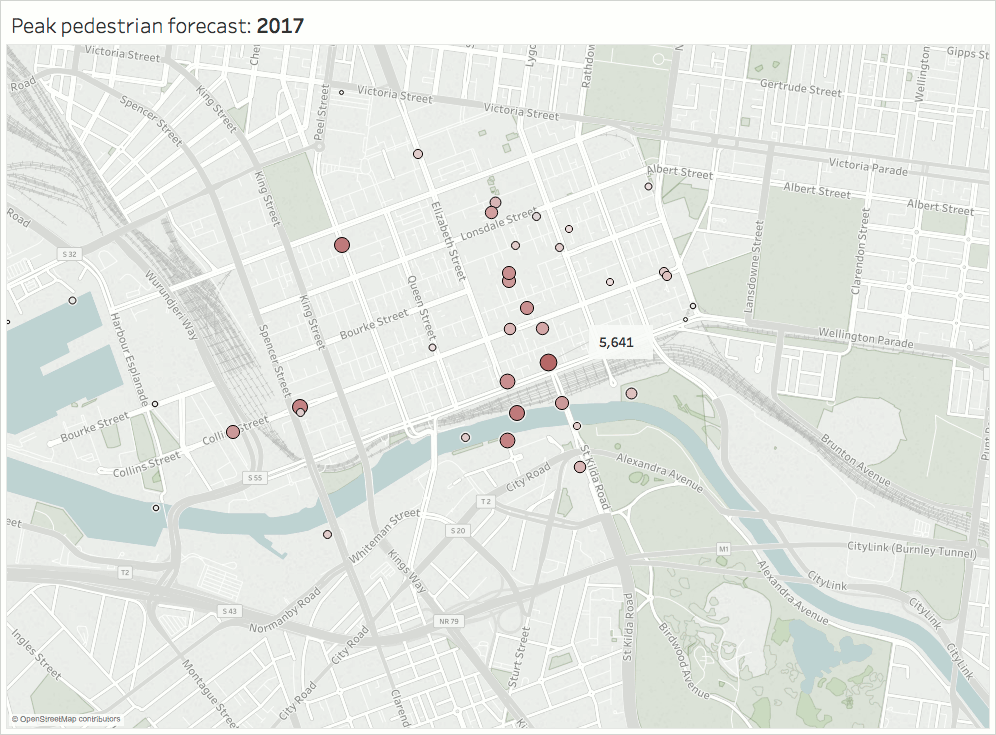 Peak pedestrian forecast: 2017
Victoria Street
Gipps St
Road
Spencer Street
King Street
Peel Street
Victoria Street
Victoria Street
Lygo
Rathdow
Gertrude Street
Wellington
Victoria Parade
Albert Street
Albert Street
Albert Street
King Street
Elizabeth Street
Lonsdale Street
Lansdowne Street
Clarendon Street
Road
S 32
Wurundjeri Way
Harbour Esplanade
Spencer Street
King Street
Queen Street
Bourke Street
5,641
Wellington Parade
Bourke Street
Collins Street
S 55
City Road
St Kilda Road
Alexandra Avenue
Brunton Avenue
T 2
S 20
Whiteman Street
Kings Way
M1
CityLink (Burnley Tunnel)
T2
S 43
Normanby Road
City Road
NR 79
Alexandra Avenue
CityLink
CityLink
CityLink
Ingles Street
Montague Street
City Road
Claren
Sturt Street
St Kilda Road
Birdwood Avenue
© OpenStreetMap contributors